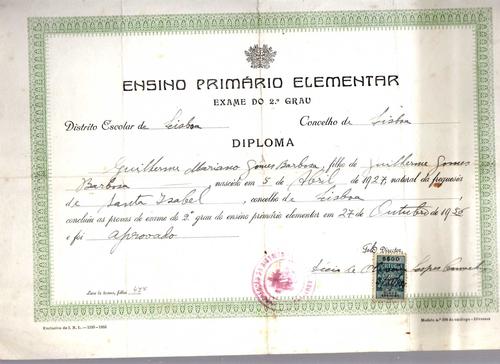 ENSINO PRIMÁRIO ELEMENTAR
EXAME DO 2.º GRAU
Distrito Escolar de Lisboa Concelho de Lisboa
DIPLOMA
Guilherme Mariano Gomes Barbosa, filho de Guilherme Gomes
Barbosa nascido em 5 de Abril de 1927, natural da freguesia
de Santa Isabel, concelho de Lisboa
concluiu as provas de exame do 2.º grau do ensino primário elementar em 27 de Outubro de 1936
e foi aprovado
Director,
Lopes